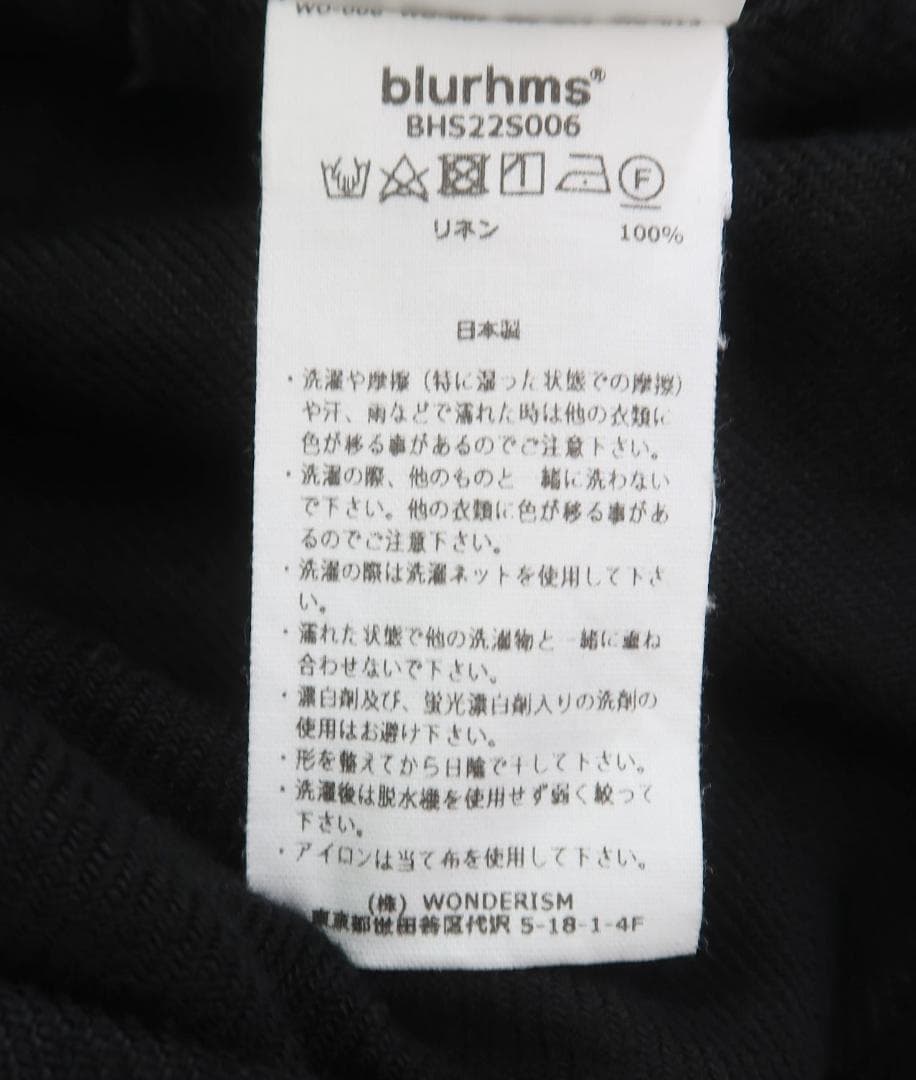 blurhms®
BHS22S006
F
リネン 100%
日本製
・洗濯や摩擦（特に湿った状態での摩擦）
や汗、雨などで濡れた時は他の衣類に
色が移る事があるのでご注意下さい。
・洗濯の際、他のものと一緒に洗わない
で下さい。他の衣類に色が移る事があ
るのでご注意下さい。
・洗濯の際は洗濯ネットを使用して下さ
い。
・濡れた状態で他の洗濯物と一緒に重ね
合わせないで下さい。
・漂白剤及び、蛍光漂白剤入りの洗剤の
使用はお避け下さい。
・形を整えてから日陰で干して下さい。
・洗濯後は脱水機を使用せず弱く絞って
下さい。
・アイロンは当て布を使用して下さい。
(株) WONDERISM
東京都世田谷区代沢 5-18-1-4F